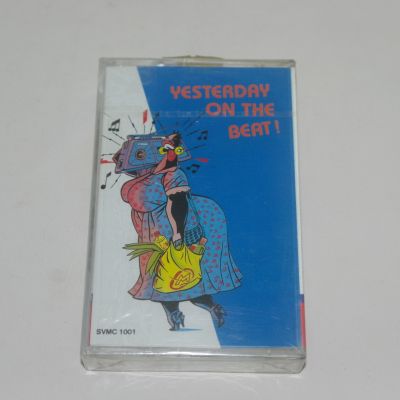 YESTERDAY
ON THE
BEAT!
SVMC 1001